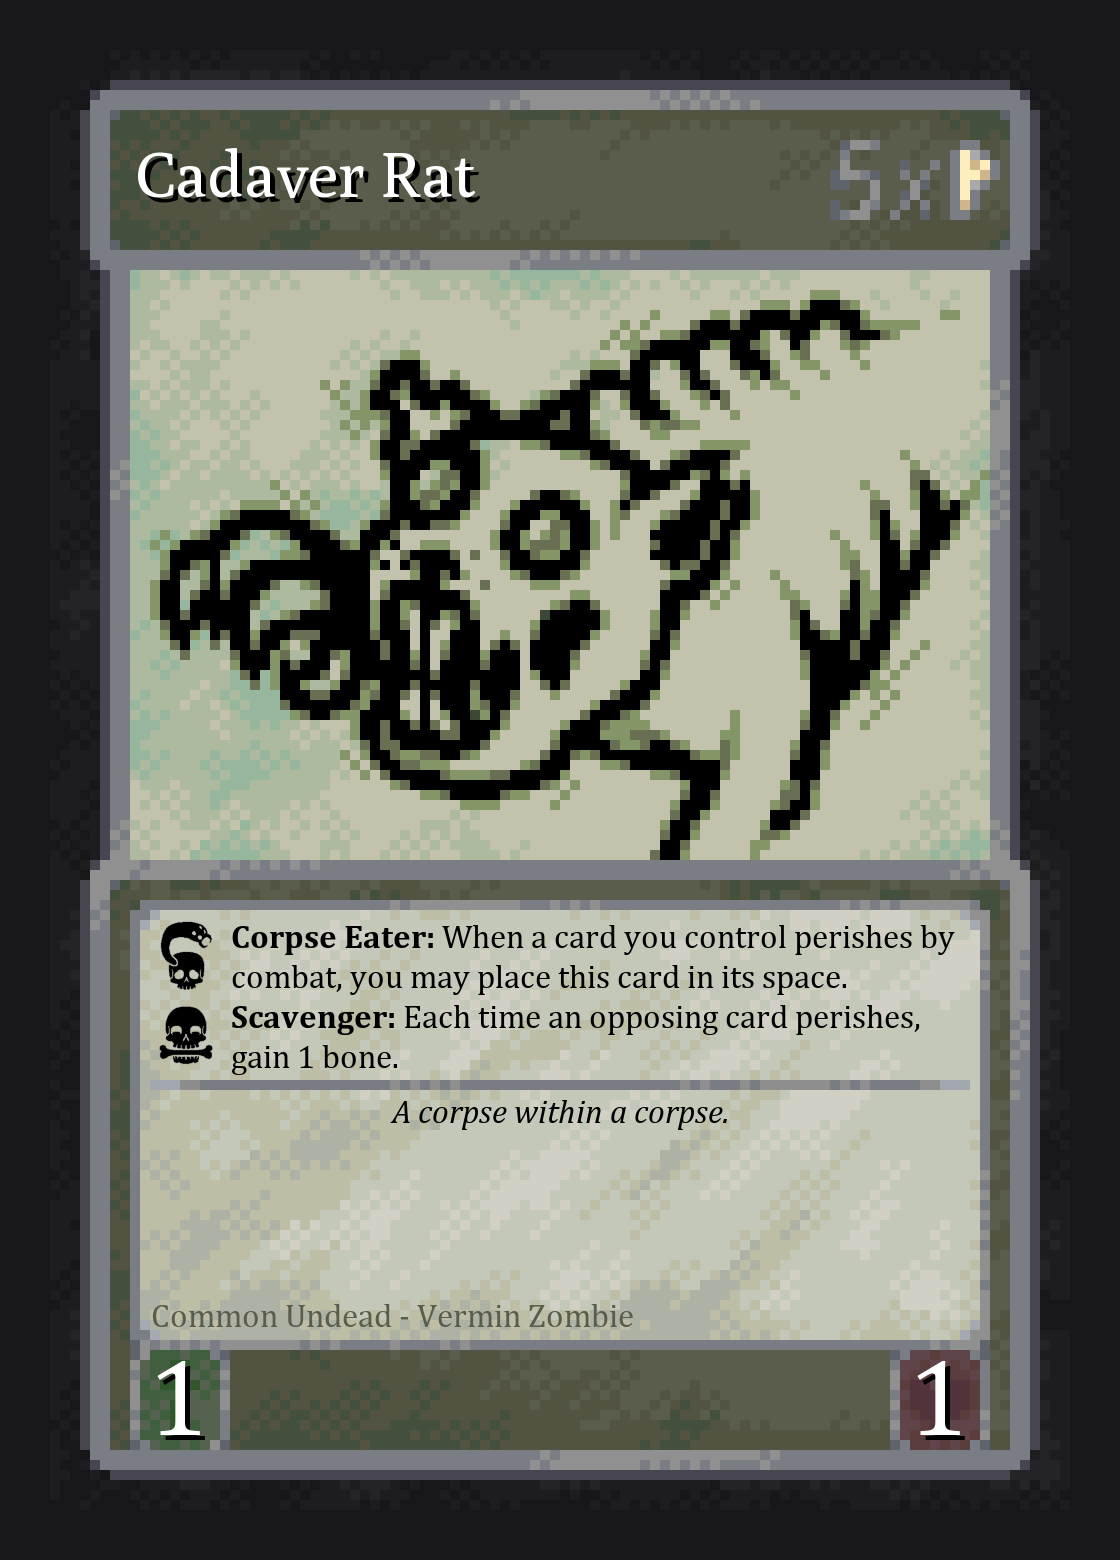 Cadaver Rat 5x
Corpse Eater: When a card you control perishes by
combat, you may place this card in its space.
Scavenger: Each time an opposing card perishes,
gain 1 bone.
A corpse within a corpse.
Common Undead - Vermin Zombie
1 1